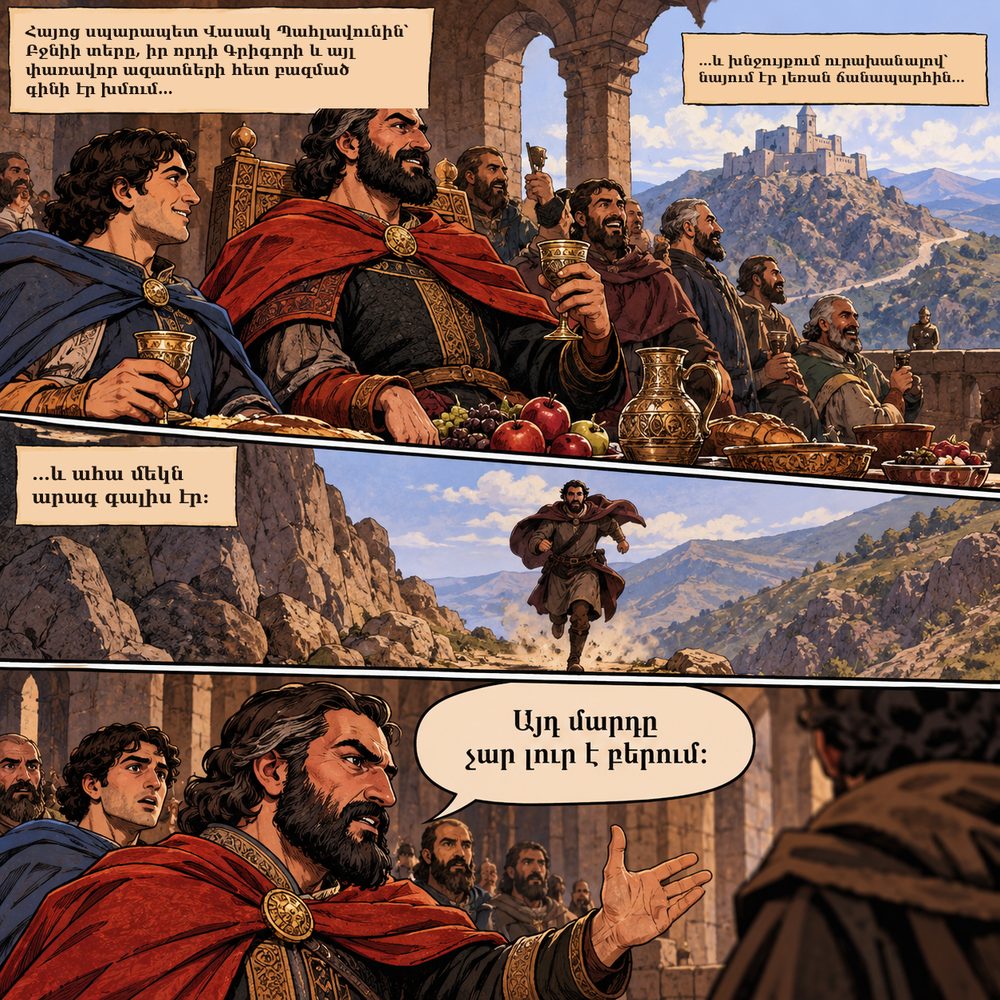 Հայոց սպարապետ Վասակ Պահլավունին՝
Բջնիի տերը, իր որդի Գրիգորի և այլ
փառավոր ազատների հետ բազմած
գինի էր խմում...
...և խնջույքում ուրախանալով՝
նայում էր լեռան ճանապարհին...
...և ահա մեկն
արագ գալիս էր։
Այդ մարդը
չար լուր է բերում։